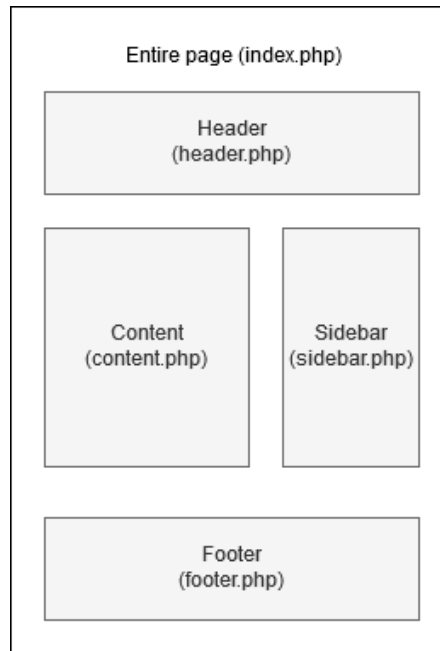 Entire page (index.php)
Header
(header.php)
Content
(content.php)
Sidebar
(sidebar.php)
Footer
(footer.php)